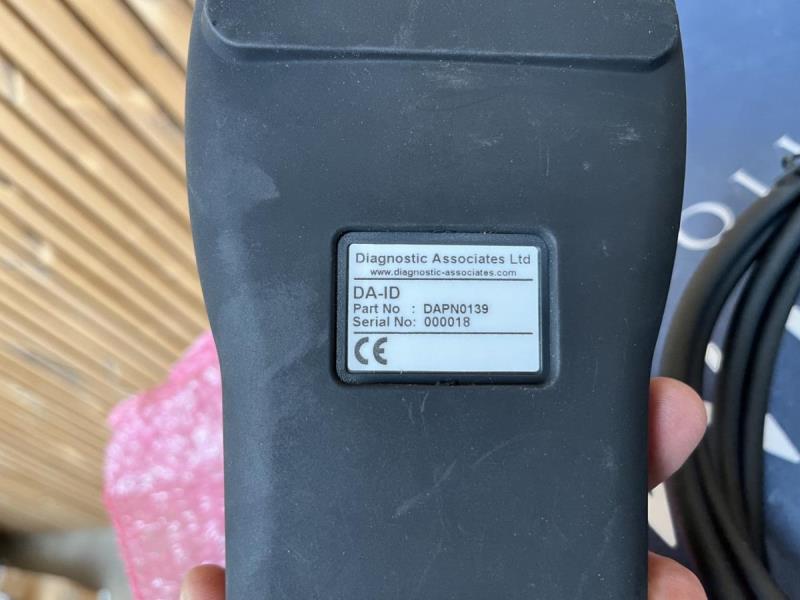 Diagnostic Associates Ltd
www.diagnostic-associates.com
DA-ID
Part No : DAPN0139
Serial No: 000018
CE